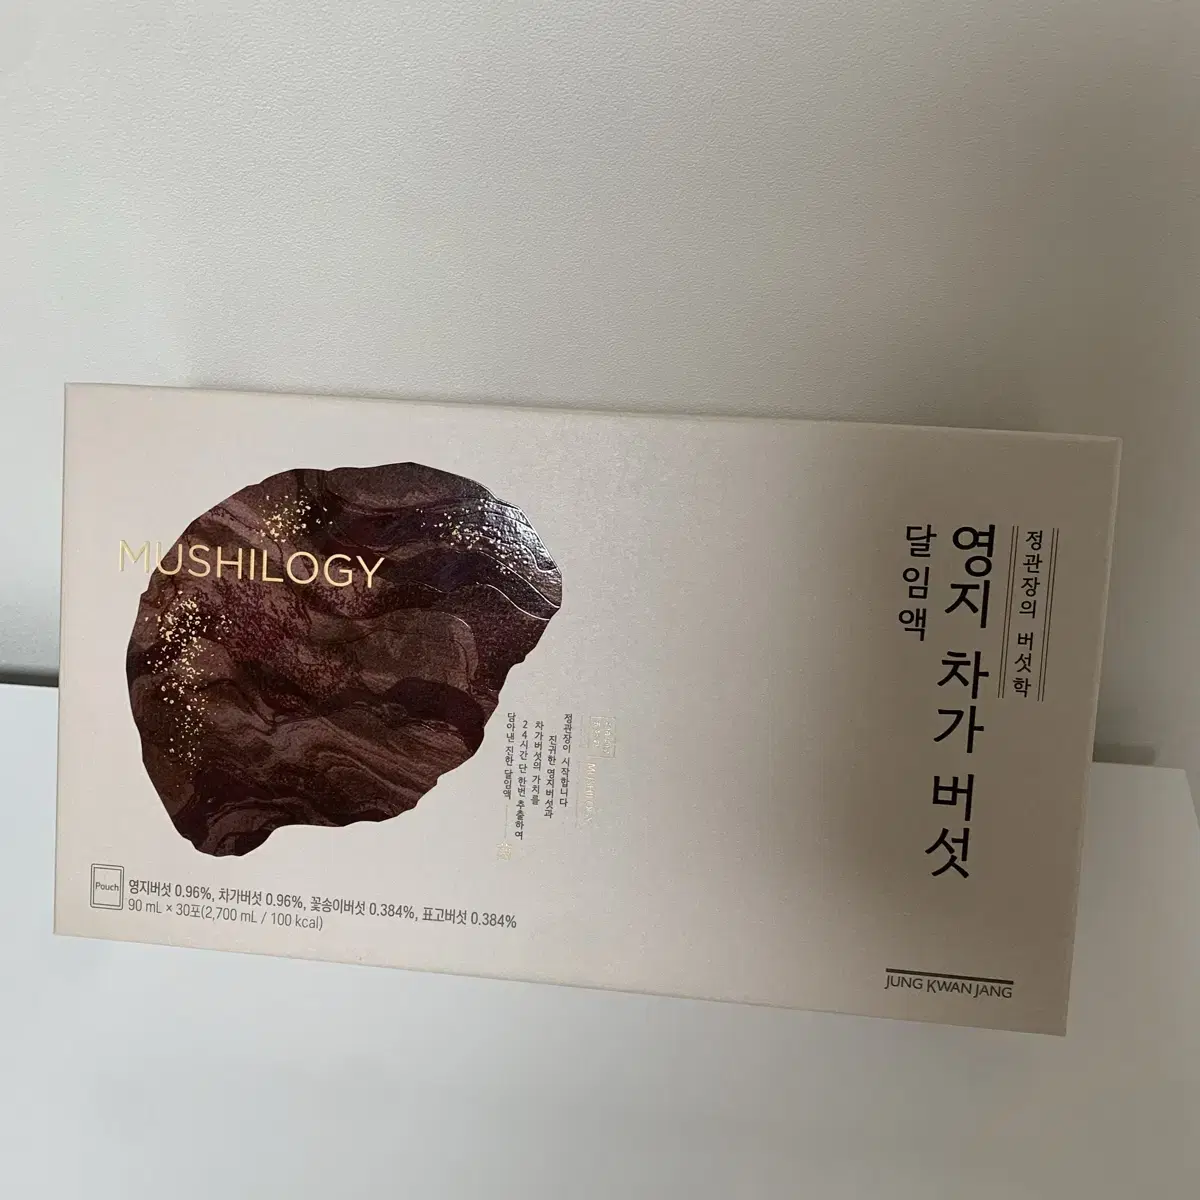 MUSHILOGY
정관장의 버섯학
영지 차가 버섯
달임액
정관장이 시작합니다
진귀한 영지버섯과
차가버섯의 가치를
24시간 단 한번 추출하여
담아낸 진한 달임액
Pouch
영지버섯 0.96%, 차가버섯 0.96%, 꽃송이버섯 0.384%, 표고버섯 0.384%
90 mL × 30포(2,700 mL / 100 kcal)
JUNG KWAN JANG